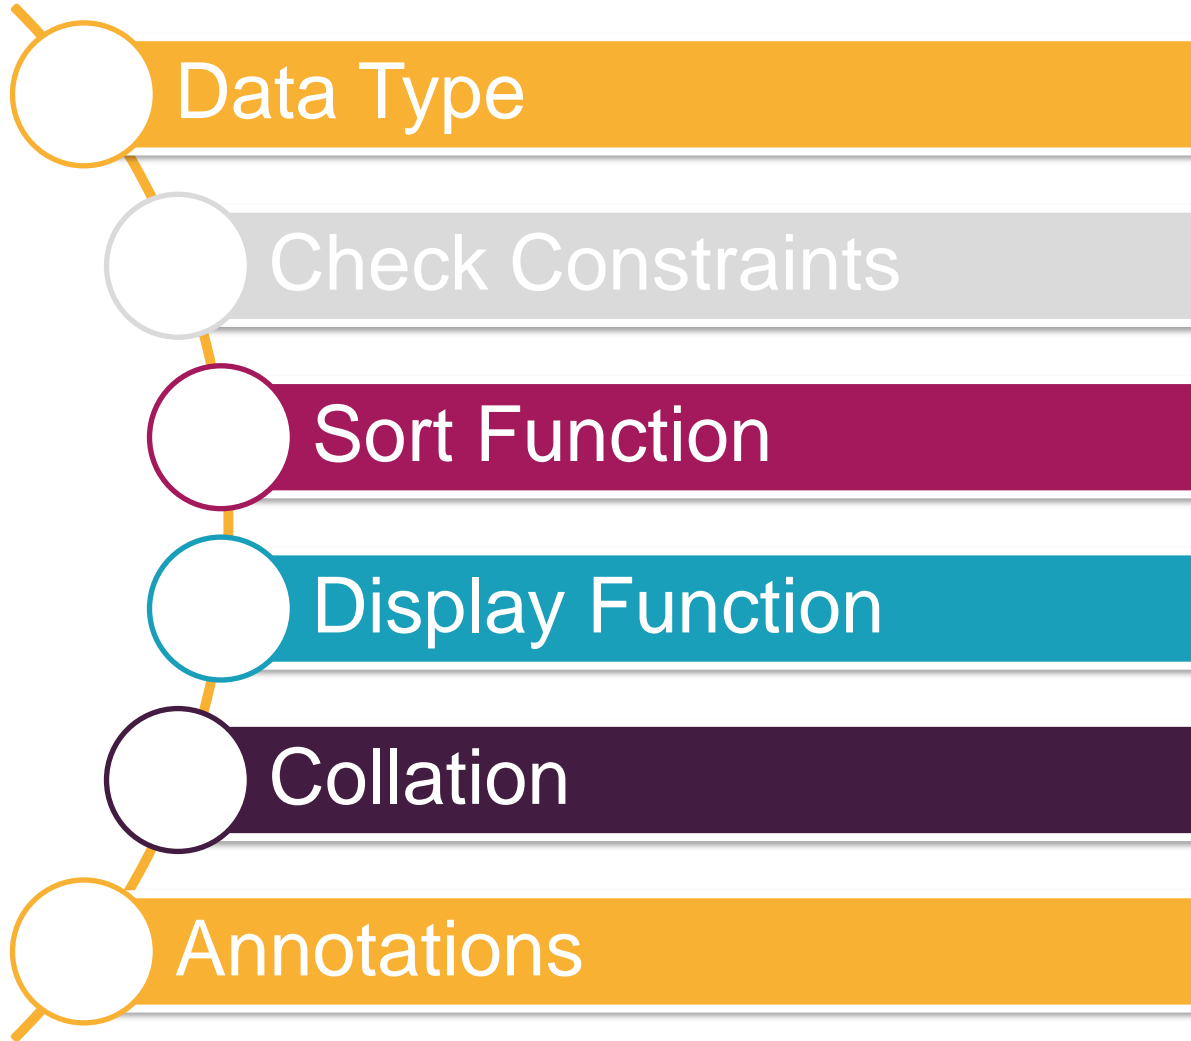 Data Type
Check Constraints
Sort Function
Display Function
Collation
Annotations